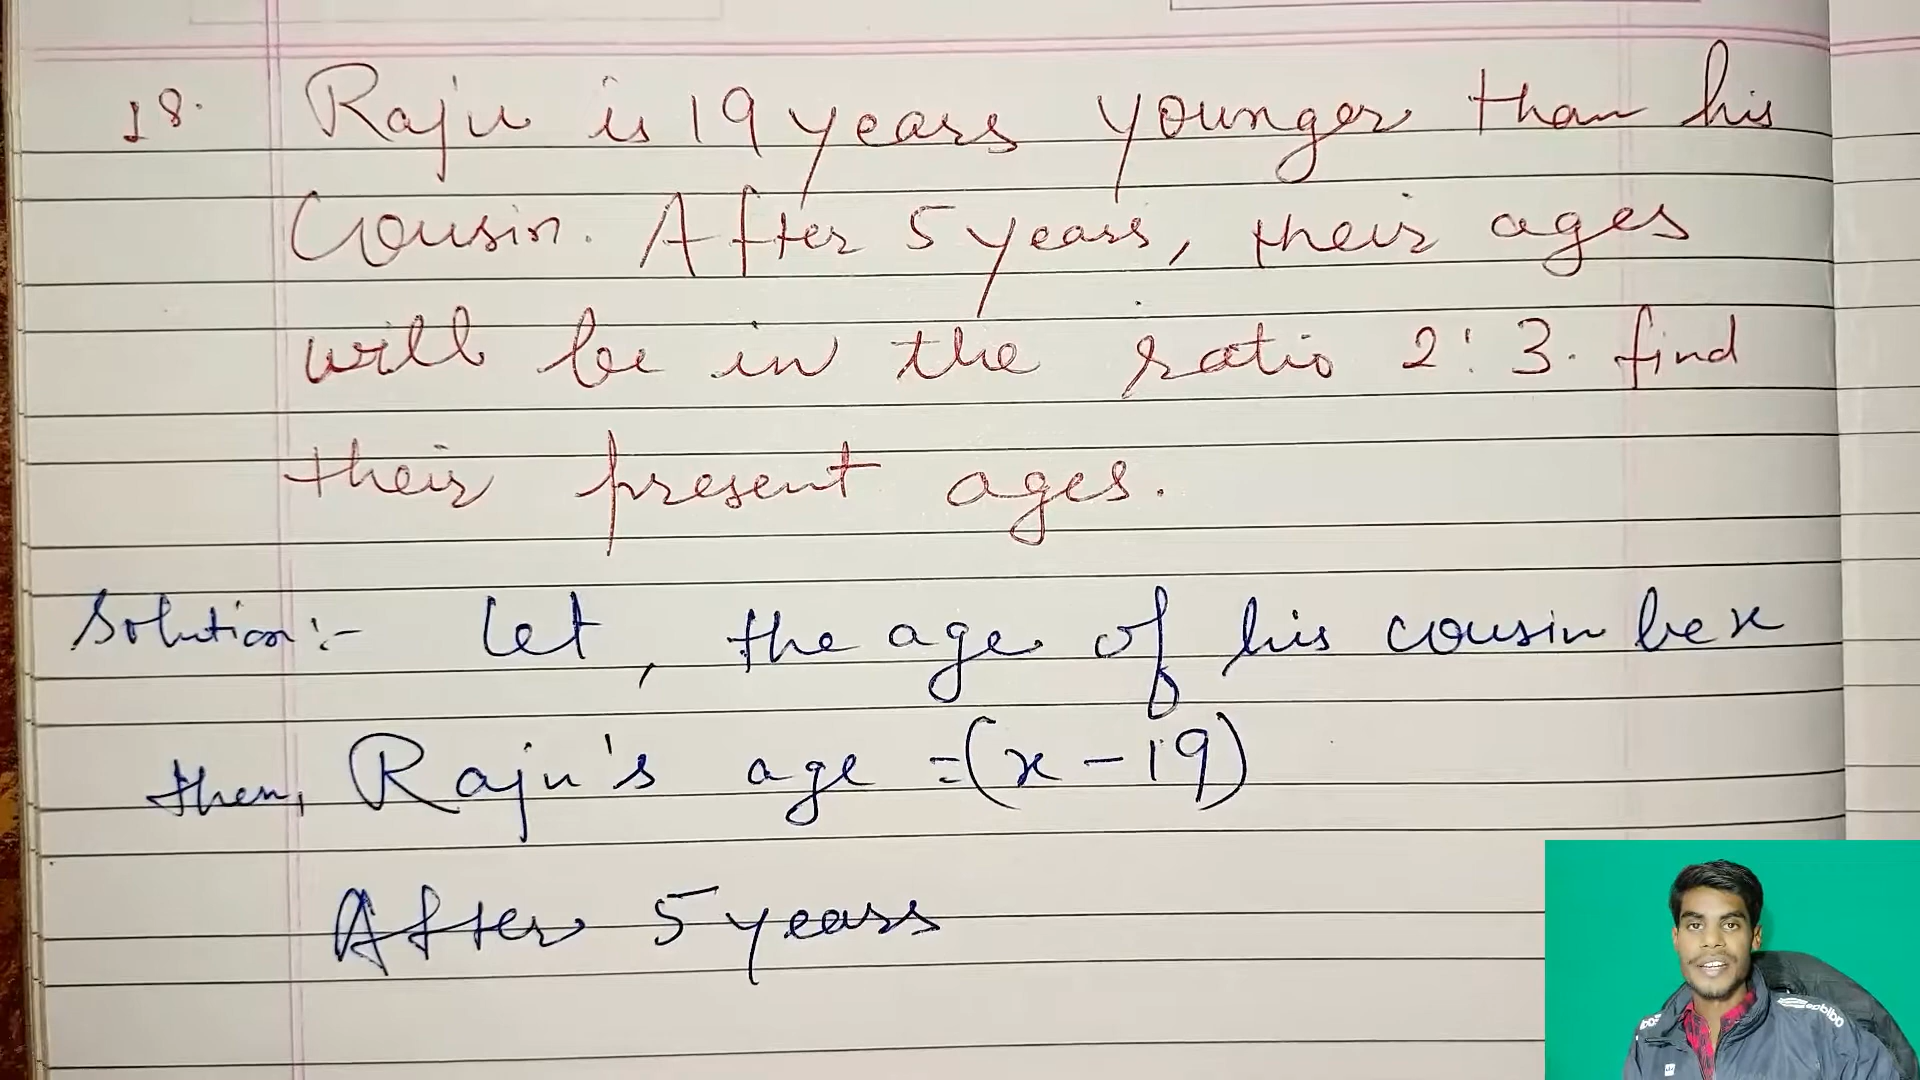 18. Raju is 19 years younger than his
Cousin. After 5 years, their ages
will be in the ratio 2:3. find
their present ages.
Solution:- Let, the age of his cousin be x
then, Raju's age =(x-19)
After 5 years